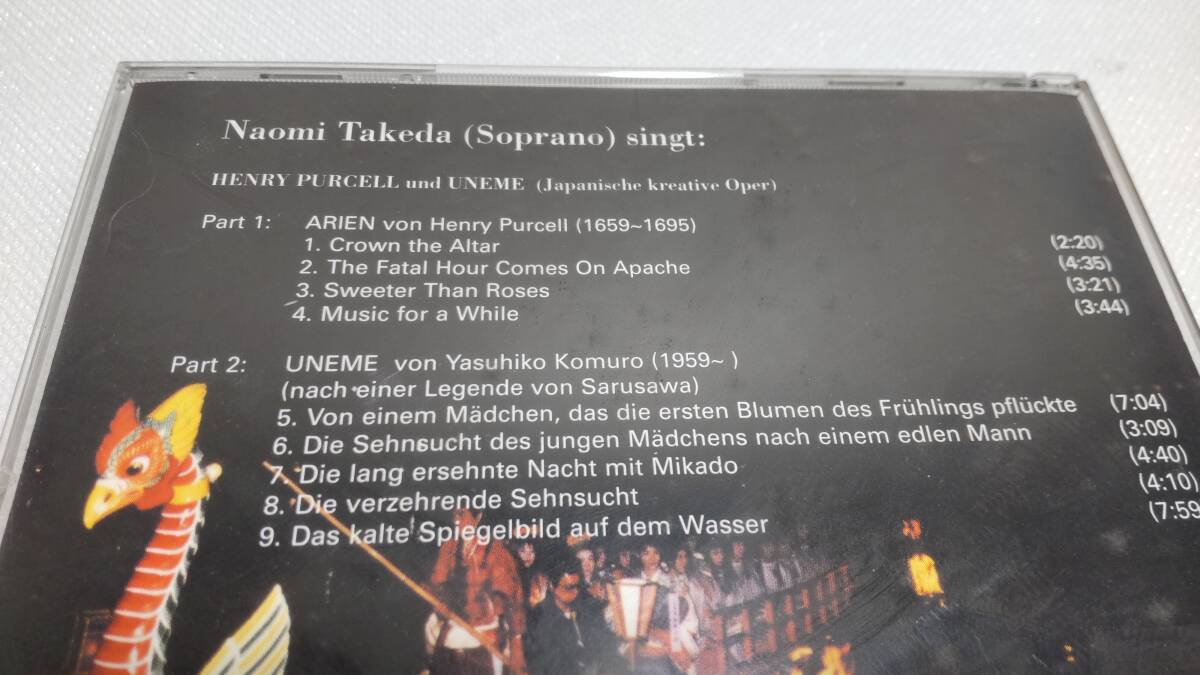 Naomi Takeda (Soprano) singt:
HENRY PURCELL und UNEME (Japanische kreative Oper)
Part 1: ARIEN von Henry Purcell (1659~1695)
1. Crown the Altar (2:20)
2. The Fatal Hour Comes On Apache (4:35)
3. Sweeter Than Roses (3:21)
4. Music for a While (3:44)
Part 2: UNEME von Yasuhiko Komuro (1959~ )
(nach einer Legende von Sarusawa)
5. Von einem Mädchen, das die ersten Blumen des Frühlings pflückte (7:04)
6. Die Sehnsucht des jungen Mädchens nach einem edlen Mann (3:09)
7. Die lang ersehnte Nacht mit Mikado (4:40)
8. Die verzehrende Sehnsucht (4:10)
9. Das kalte Spiegelbild auf dem Wasser (7:59